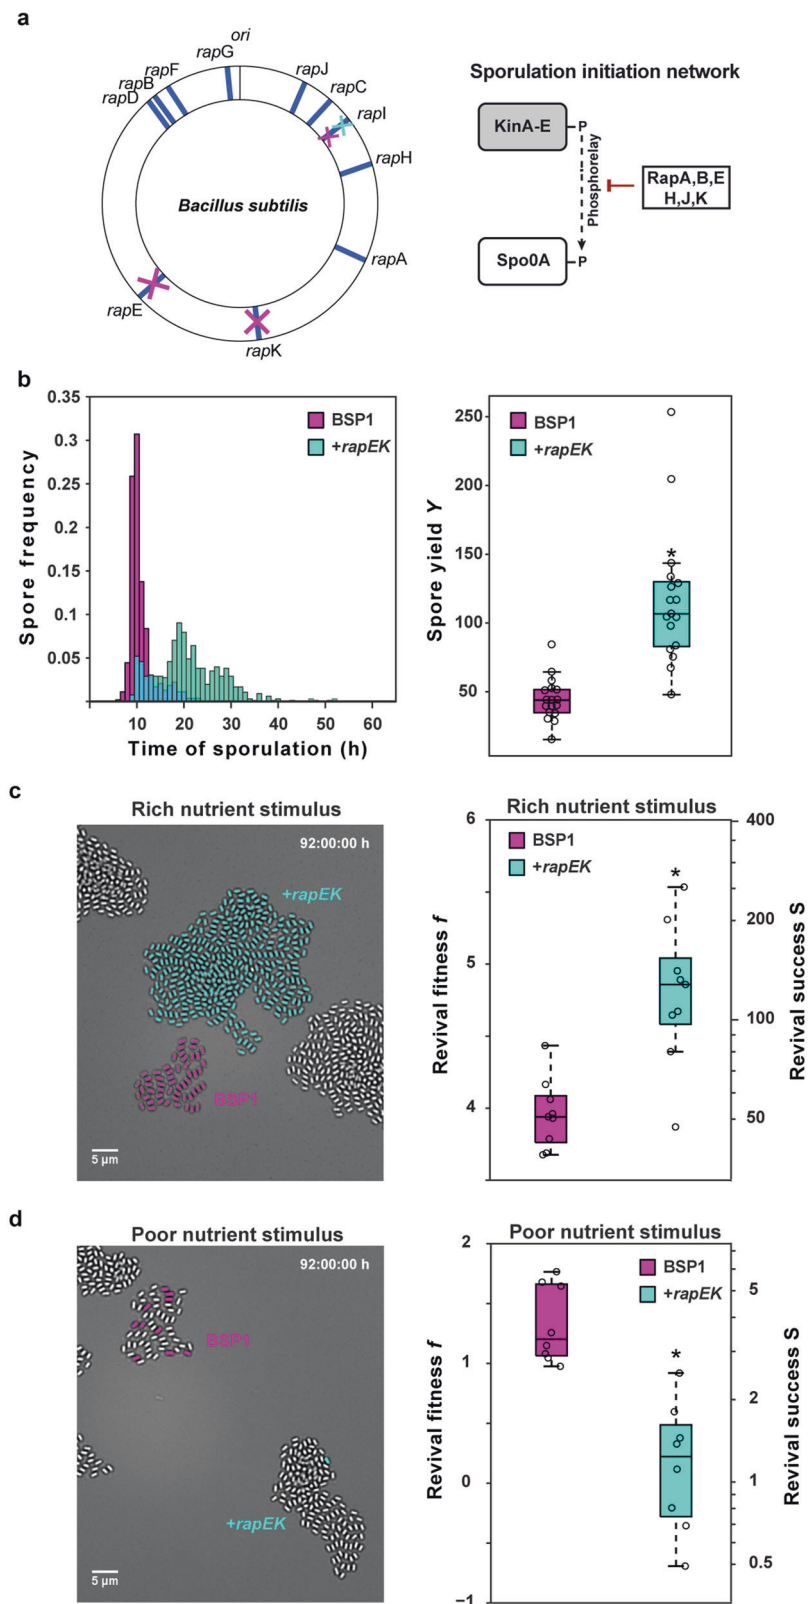 a
ori
rapG
rapF
rapB
rapD
rapJ
rapC
rapI
rapH
rapA
rapE
rapK
Bacillus subtilis
Sporulation initiation network
KinA-E
P
Phosphorelay
RapA,B,E
H,J,K
Spo0A
P
b
0.35
0.3
0.25
0.2
0.15
0.1
0.05
Spore frequency
10 20 30 40 50 60
Time of sporulation (h)
BSP1
+rapEK
250
200
150
100
50
Spore yield Y
BSP1
+rapEK
*
c
Rich nutrient stimulus
92:00:00 h
+rapEK
BSP1
5 µm
Rich nutrient stimulus
6
5
4
Revival fitness f
BSP1
+rapEK
*
400
200
100
50
Revival success S
d
Poor nutrient stimulus
92:00:00 h
BSP1
+rapEK
5 µm
Poor nutrient stimulus
2
1
0
−1
Revival fitness f
BSP1
+rapEK
*
5
2
1
0.5
Revival success S